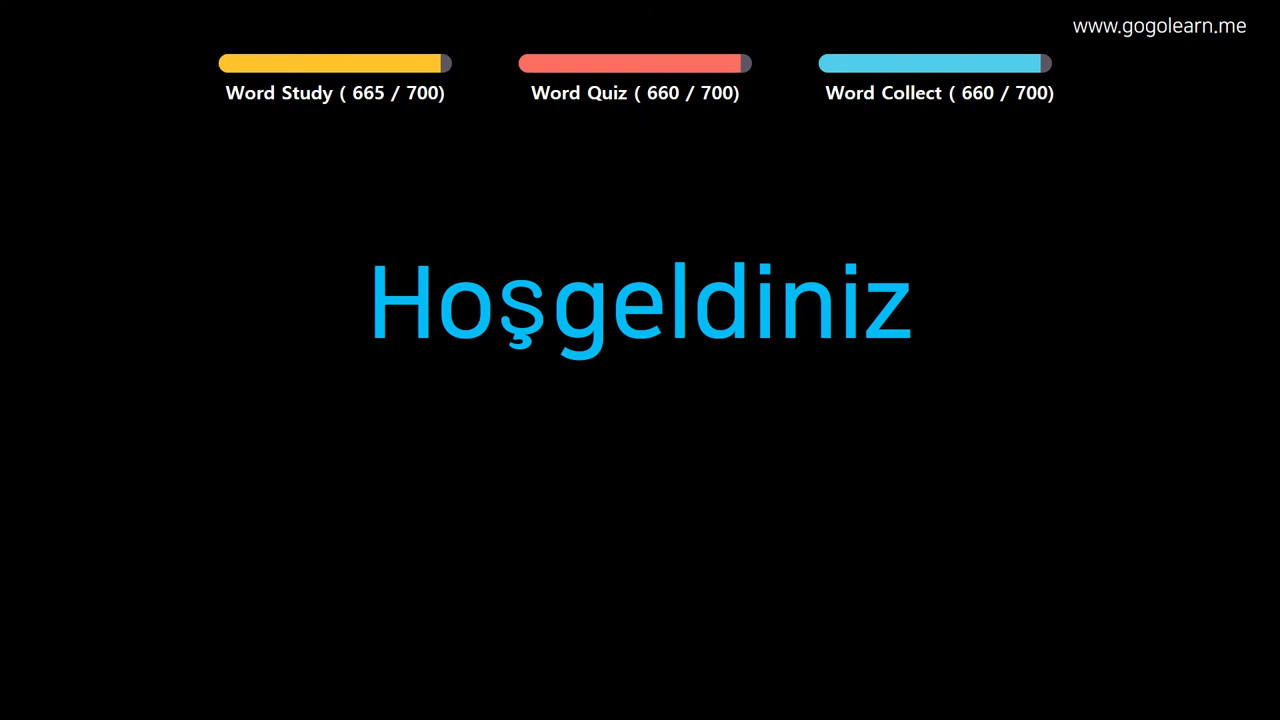 www.gogolearn.me
Word Study ( 665 / 700)
Word Quiz ( 660 / 700)
Word Collect ( 660 / 700)
Hoşgeldiniz